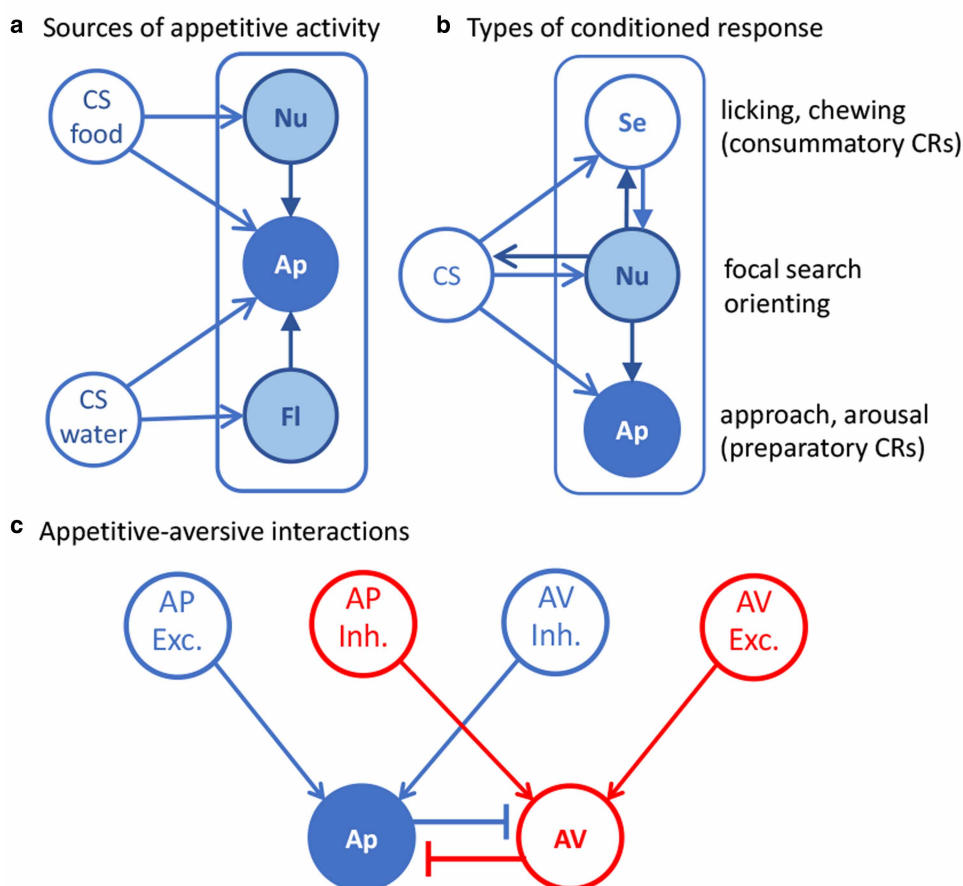 a Sources of appetitive activity
CS
food
Nu
Ap
CS
water
Fl
b Types of conditioned response
Se
licking, chewing
(consummatory CRs)
CS
Nu
focal search
orienting
Ap
approach, arousal
(preparatory CRs)
c Appetitive-aversive interactions
AP
Exc.
AP
Inh.
AV
Inh.
AV
Exc.
Ap
AV